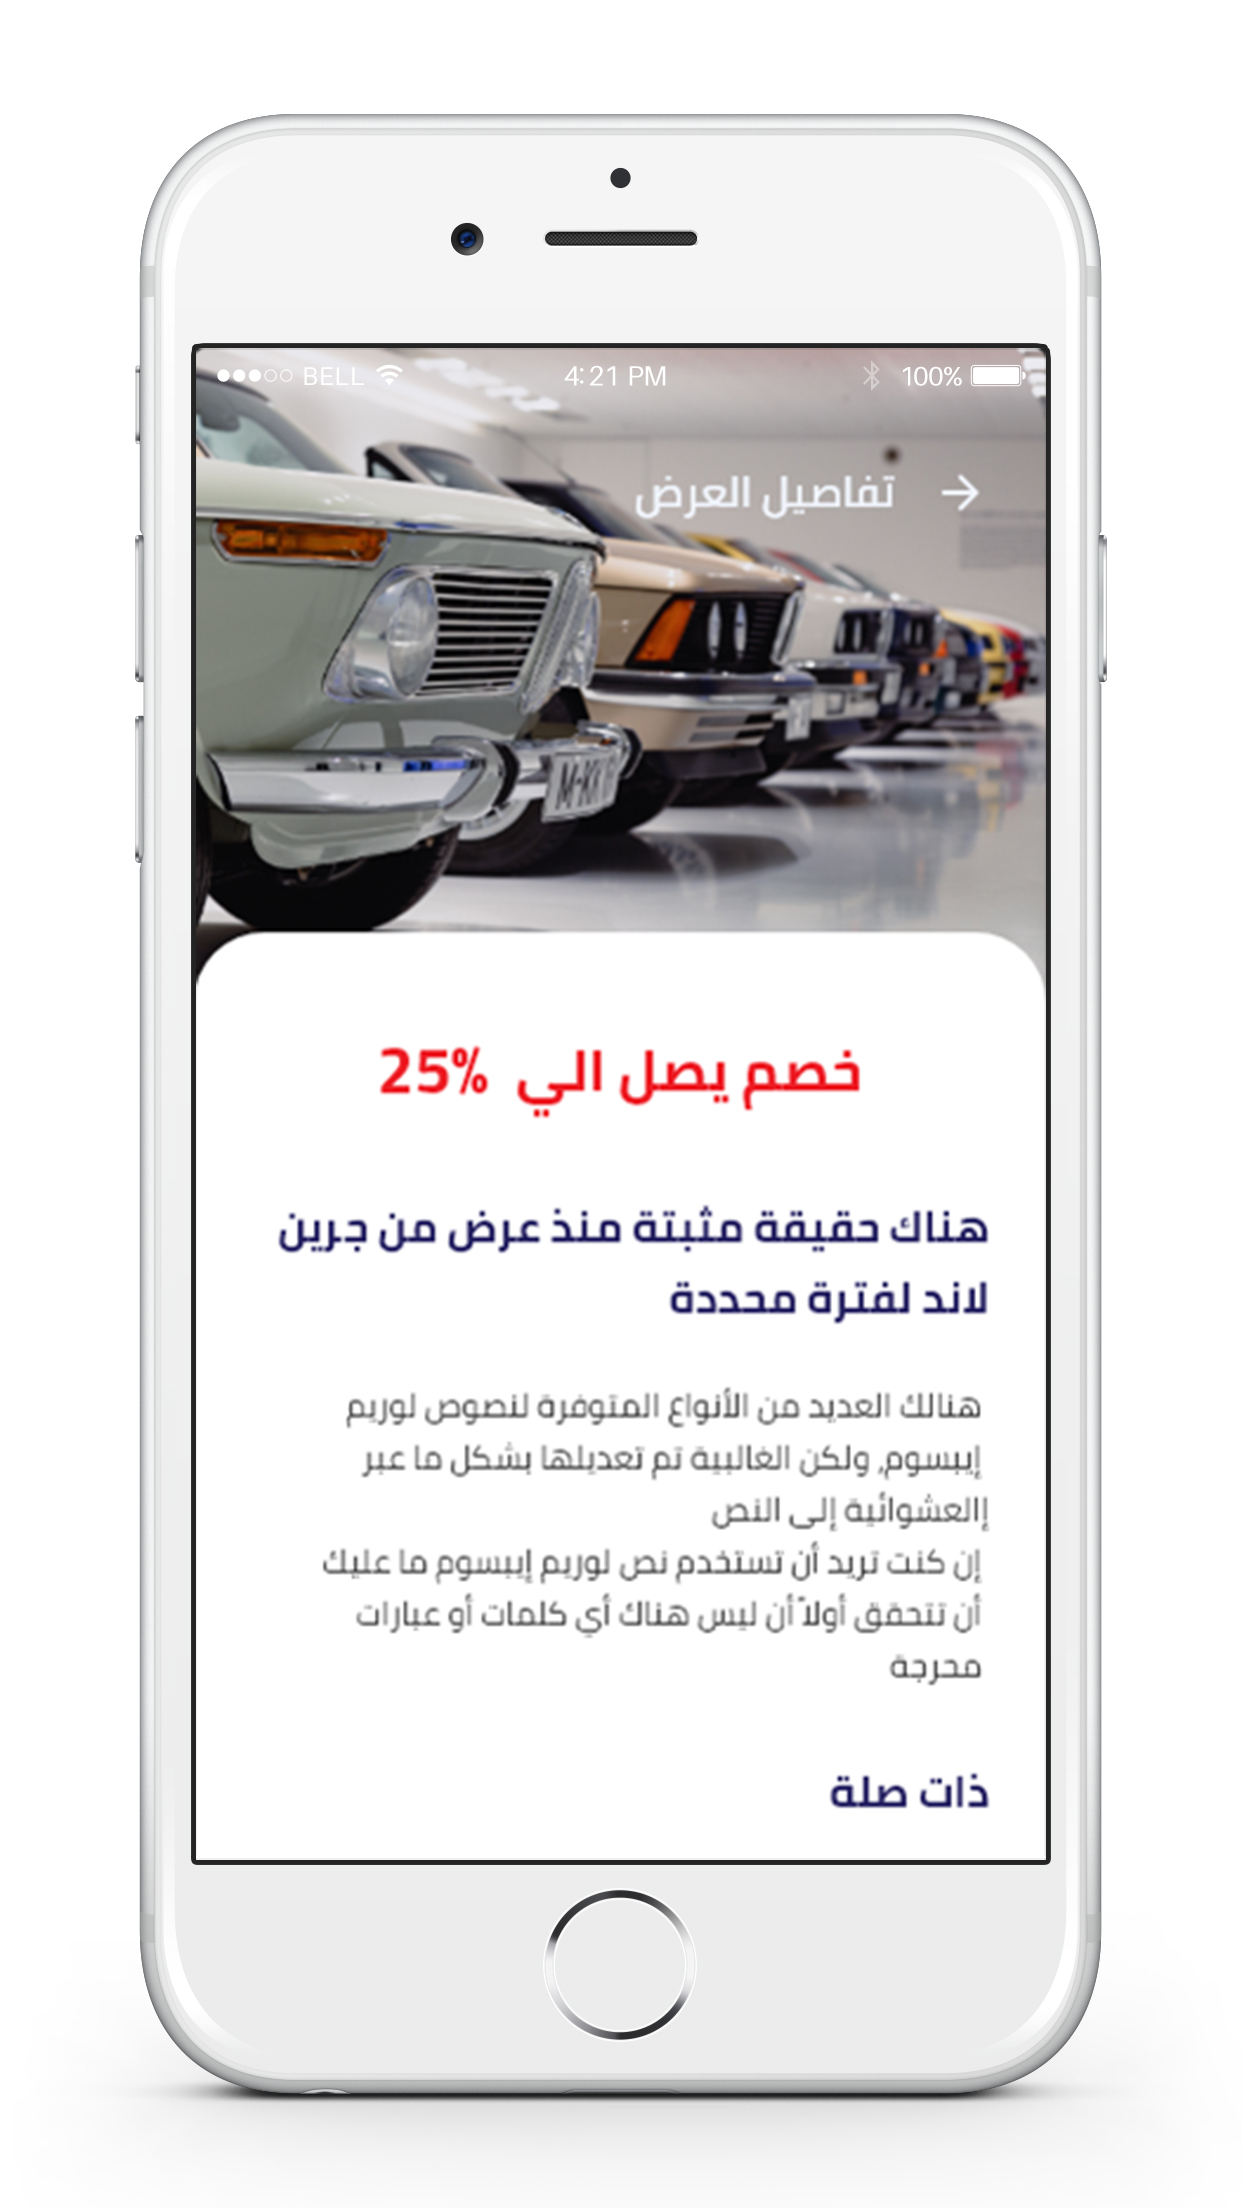 BELL 4:21 PM 100%
تفاصيل العرض
خصم يصل الي 25%
هناك حقيقة مثبتة منذ عرض من جرين
لاند لفترة محددة
هنالك العديد من الأنواع المتوفرة لنصوص لوريم
إيبسوم, ولكن الغالبية تم تعديلها بشكل ما عبر
إالعشوائية إلى النص
إن كنت تريد أن تستخدم نص لوريم إيبسوم ما عليك
أن تتحقق أولاً أن ليس هناك أي كلمات أو عبارات
محرجة
ذات صلة